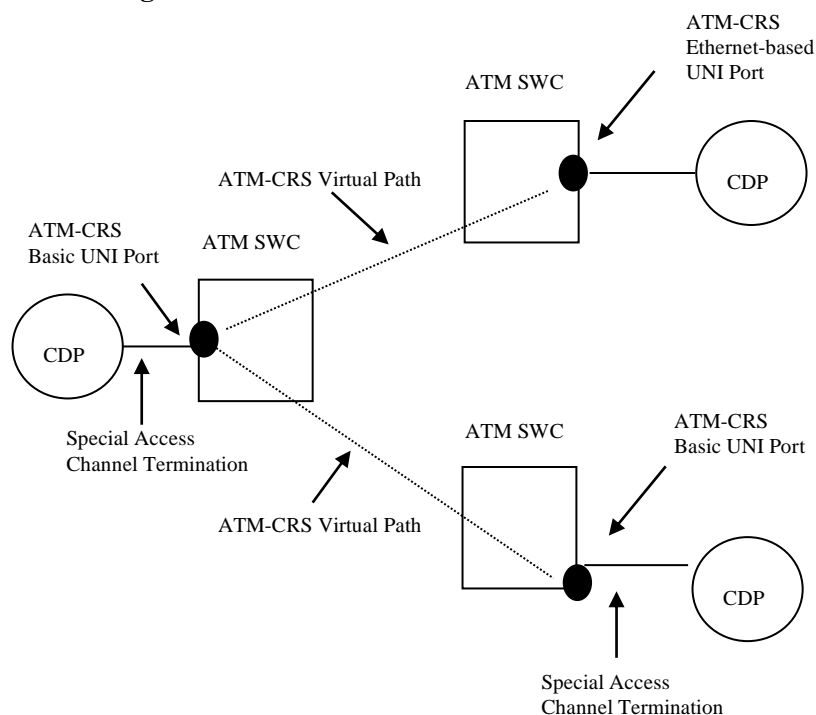 ATM-CRS
Ethernet-based
UNI Port
ATM SWC
CDP
ATM-CRS Virtual Path
ATM-CRS
Basic UNI Port
ATM SWC
CDP
Special Access
Channel Termination
ATM-CRS Virtual Path
ATM SWC
ATM-CRS
Basic UNI Port
CDP
Special Access
Channel Termination